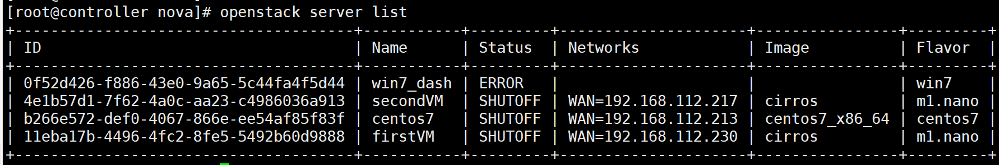 [root@controller nova]# openstack server list
+--------------------------------------+-----------+---------+---------------------+----------------+---------+
| ID                                   | Name      | Status  | Networks            | Image          | Flavor  |
+--------------------------------------+-----------+---------+---------------------+----------------+---------+
| 0f52d426-f886-43e0-9a65-5c44fa4f5d44 | win7_dash | ERROR   |                     |                | win7    |
| 4e1b57d1-7f62-4a0c-aa23-c4986036a913 | secondVM  | SHUTOFF | WAN=192.168.112.217 | cirros         | m1.nano |
| b266e572-def0-4067-866e-ee54af85f83f | centos7   | SHUTOFF | WAN=192.168.112.213 | centos7_x86_64 | centos7 |
| 11eba17b-4496-4fc2-8fe5-5492b60d9888 | firstVM   | SHUTOFF | WAN=192.168.112.230 | cirros         | m1.nano |
+--------------------------------------+-----------+---------+---------------------+----------------+---------+